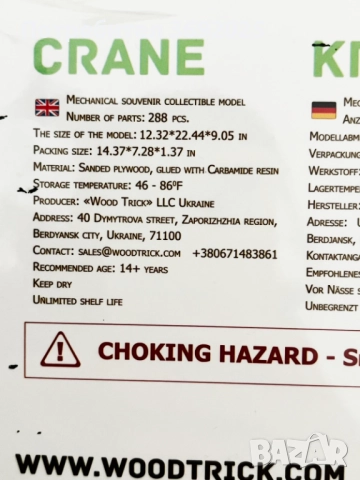 CRANE
MECHANICAL SOUVENIR COLLECTIBLE MODEL
NUMBER OF PARTS: 288 PCS.
THE SIZE OF THE MODEL: 12.32*22.44*9.05 IN
PACKING SIZE: 14.37*7.28*1.37 IN
MATERIAL: SANDED PLYWOOD, GLUED WITH CARBAMIDE RESIN
STORAGE TEMPERATURE: 46 - 86ºF
PRODUCER: «WOOD TRICK» LLC UKRAINE
ADDRESS: 40 DYMYTROVA STREET, ZAPORIZHZHIA REGION,
BERDYANSK CITY, UKRAINE, 71100
CONTACT: SALES@WOODTRICK.COM +380671483861
RECOMMENDED AGE: 14+ YEARS
KEEP DRY
UNLIMITED SHELF LIFE
MODELLABM
VERPACKUNG
WERKSTOFF:
LAGERTEMPER
HERSTELLER:
ADRESSE: U
BERDJANSK,
KONTAKTANGA
EMPFOHLENES
VOR NÄSSE S
UNBEGRENZT
CHOKING HAZARD - S
WWW.WOODTRICK.COM
BAZAR